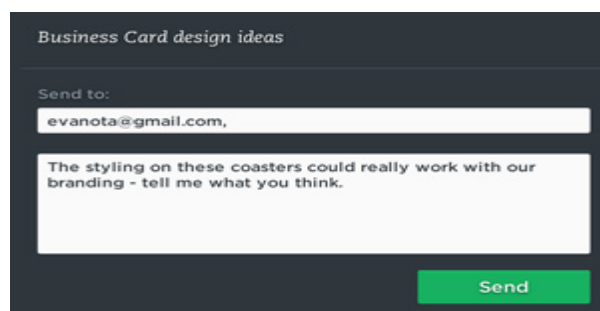 Business Card design ideas
Send to:
evanota@gmail.com,
The styling on these coasters could really work with our
branding - tell me what you think.
Send